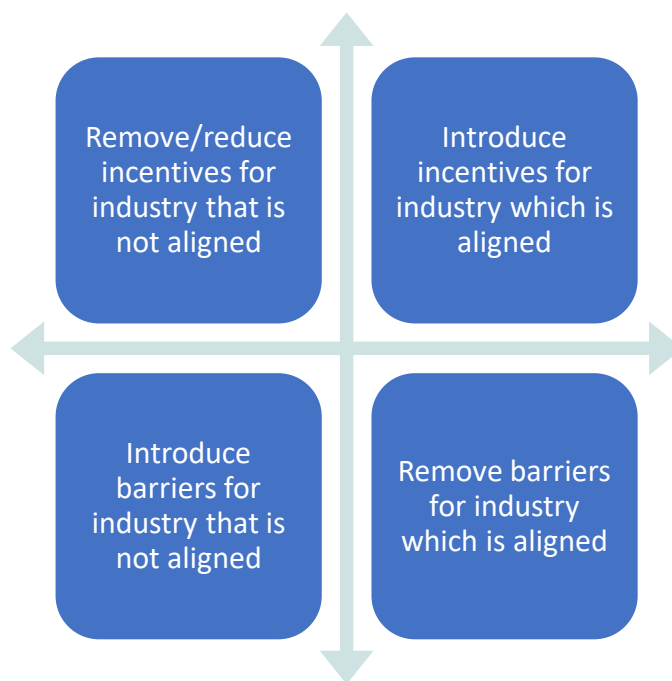 Remove/reduce
incentives for
industry that is
not aligned
Introduce
incentives for
industry which is
aligned
Introduce
barriers for
industry that is
not aligned
Remove barriers
for industry
which is aligned